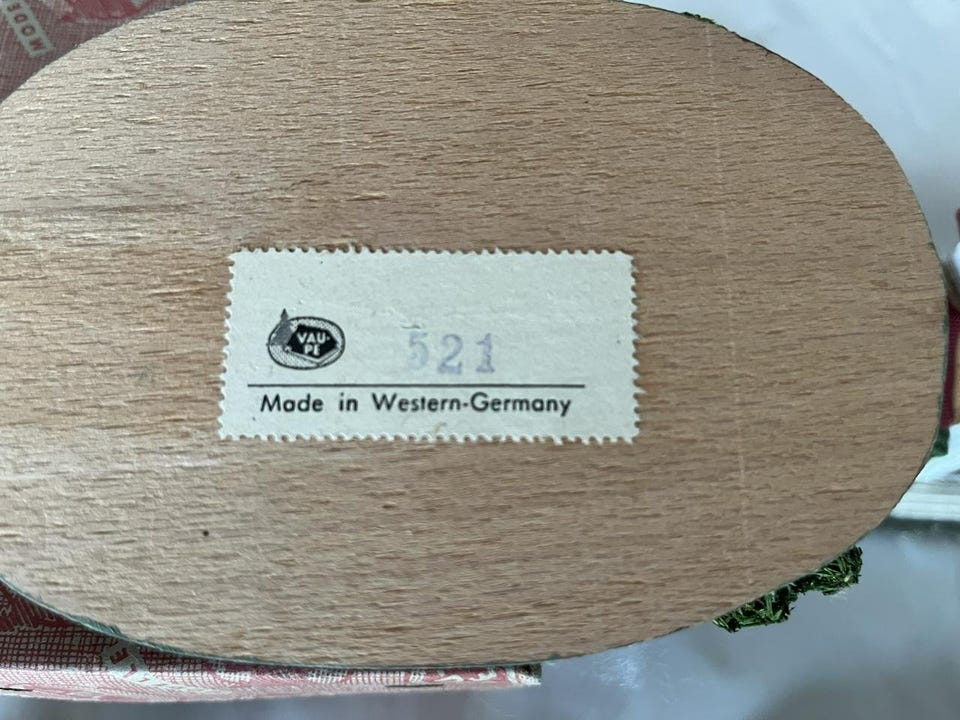 VAU-
PE
521
Made in Western-Germany